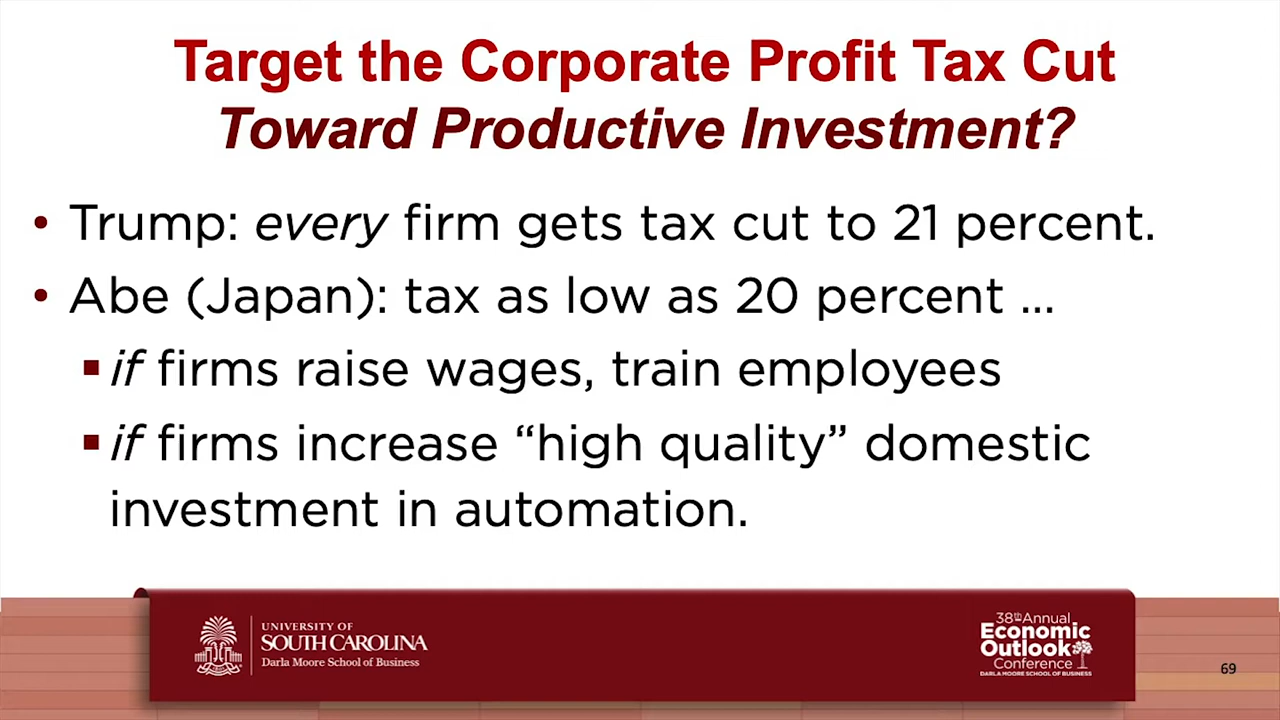 Target the Corporate Profit Tax Cut
Toward Productive Investment?
• Trump: every firm gets tax cut to 21 percent.
• Abe (Japan): tax as low as 20 percent ...
▪ if firms raise wages, train employees
▪ if firms increase “high quality” domestic
investment in automation.
UNIVERSITY OF
SOUTH CAROLINA
Darla Moore School of Business
38th Annual
Economic
Outlook
Conference
DARLA MOORE SCHOOL OF BUSINESS
69